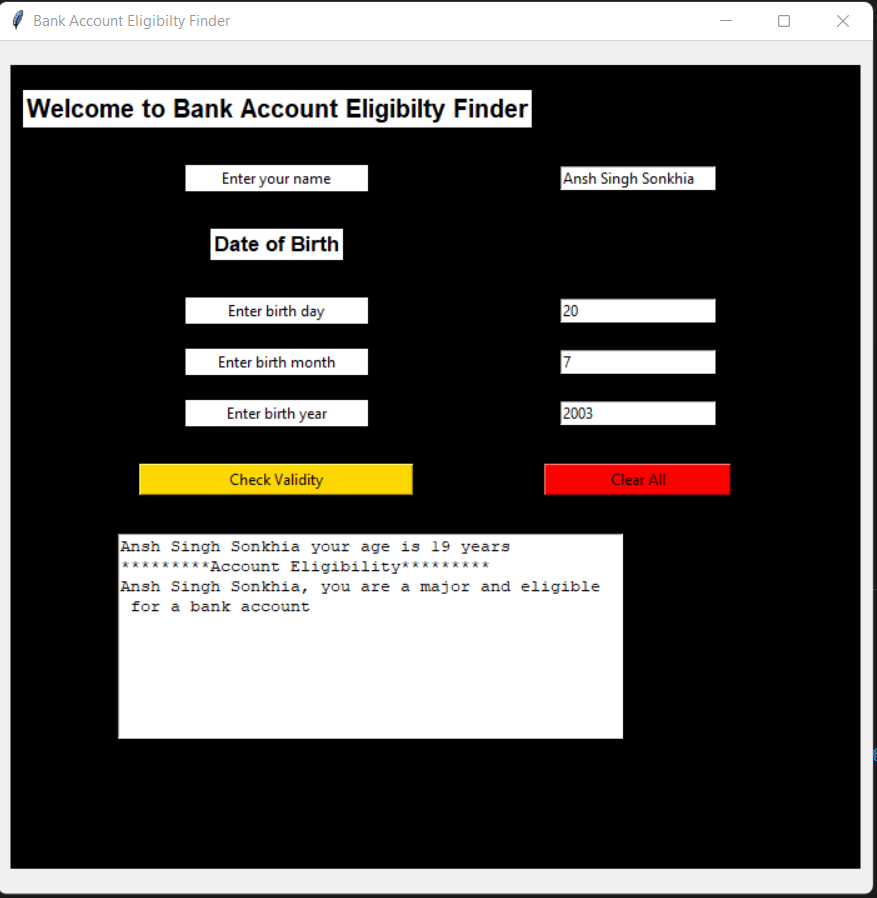 Bank Account Eligibilty Finder
Welcome to Bank Account Eligibilty Finder
Enter your name
Ansh Singh Sonkhia
Date of Birth
Enter birth day
20
Enter birth month
7
Enter birth year
2003
Check Validity
Clear All
Ansh Singh Sonkhia your age is 19 years
*********Account Eligibility*********
Ansh Singh Sonkhia, you are a major and eligible
for a bank account